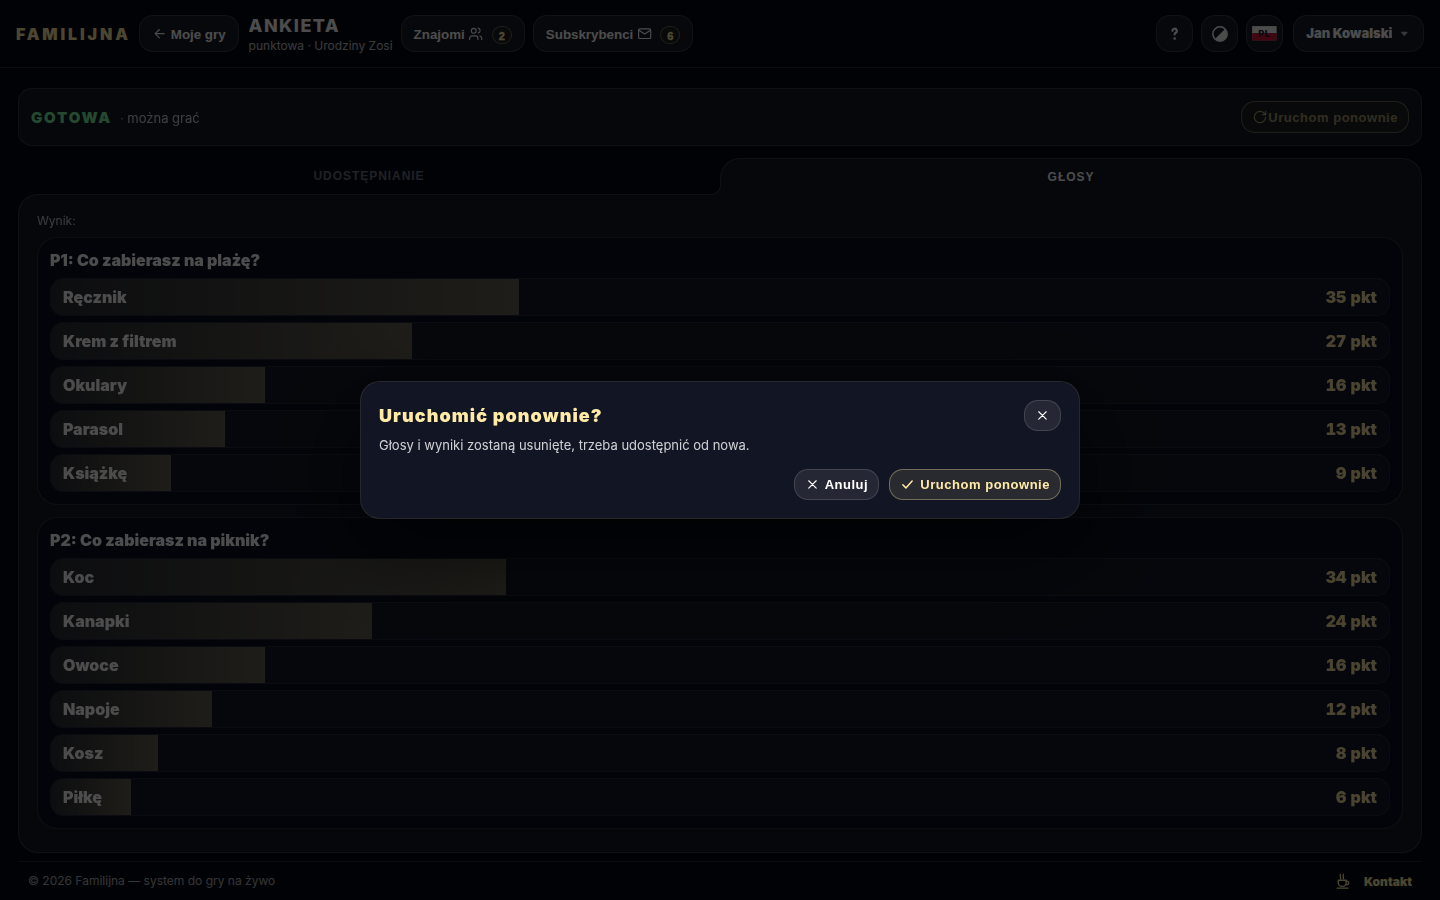 FAMILIJNA
Moje gry
ANKIETA
punktowa · Urodziny Zosi
Znajomi 2
Subskrybenci 6
?
PL
Jan Kowalski
GOTOWA · można grać
Uruchom ponownie
UDOSTĘPNIANIE
GŁOSY
Wynik:
P1: Co zabierasz na plażę?
Ręcznik 35 pkt
Krem z filtrem 27 pkt
Okulary 16 pkt
Parasol 13 pkt
Książkę 9 pkt
Uruchomić ponownie?
Głosy i wyniki zostaną usunięte, trzeba udostępnić od nowa.
Anuluj
Uruchom ponownie
P2: Co zabierasz na piknik?
Koc 34 pkt
Kanapki 24 pkt
Owoce 16 pkt
Napoje 12 pkt
Kosz 8 pkt
Piłkę 6 pkt
© 2026 Familijna — system do gry na żywo
Kontakt